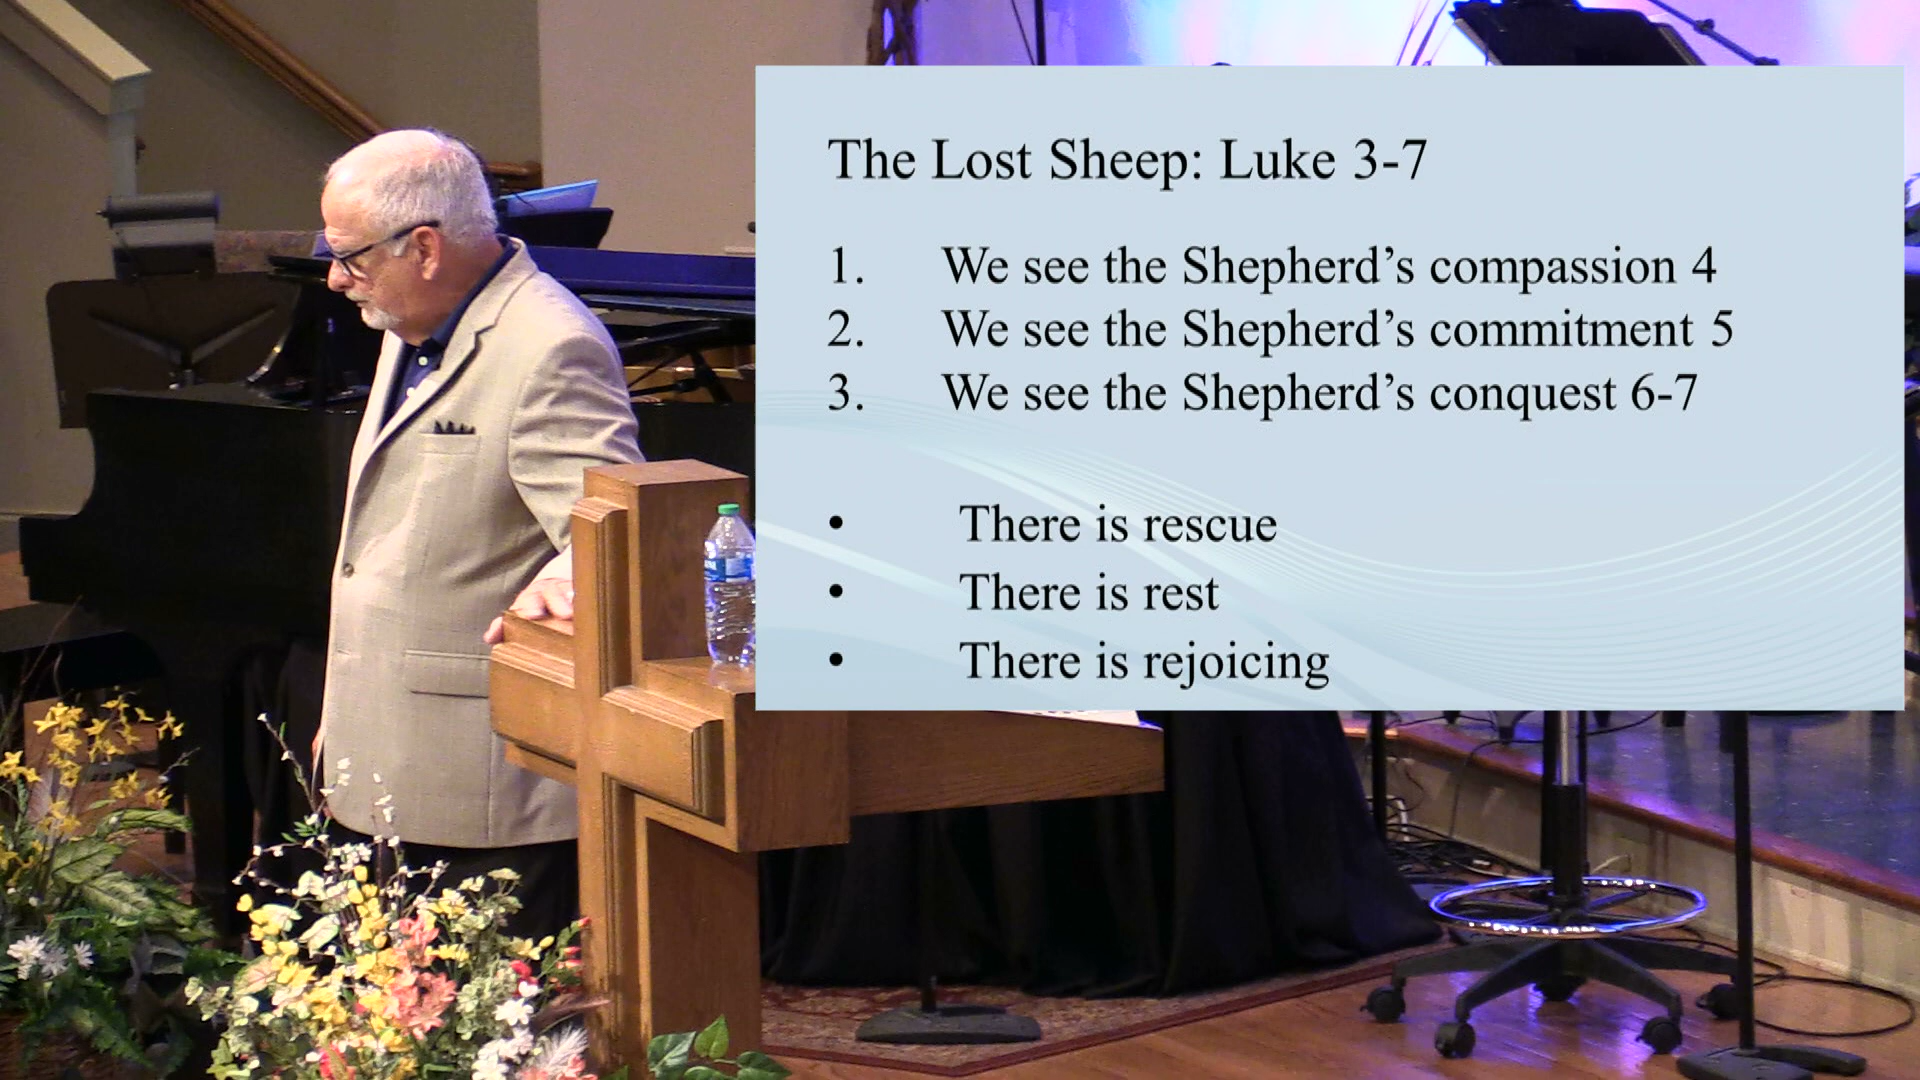 The Lost Sheep: Luke 3-7
1. We see the Shepherd’s compassion 4
2. We see the Shepherd’s commitment 5
3. We see the Shepherd’s conquest 6-7
• There is rescue
• There is rest
• There is rejoicing